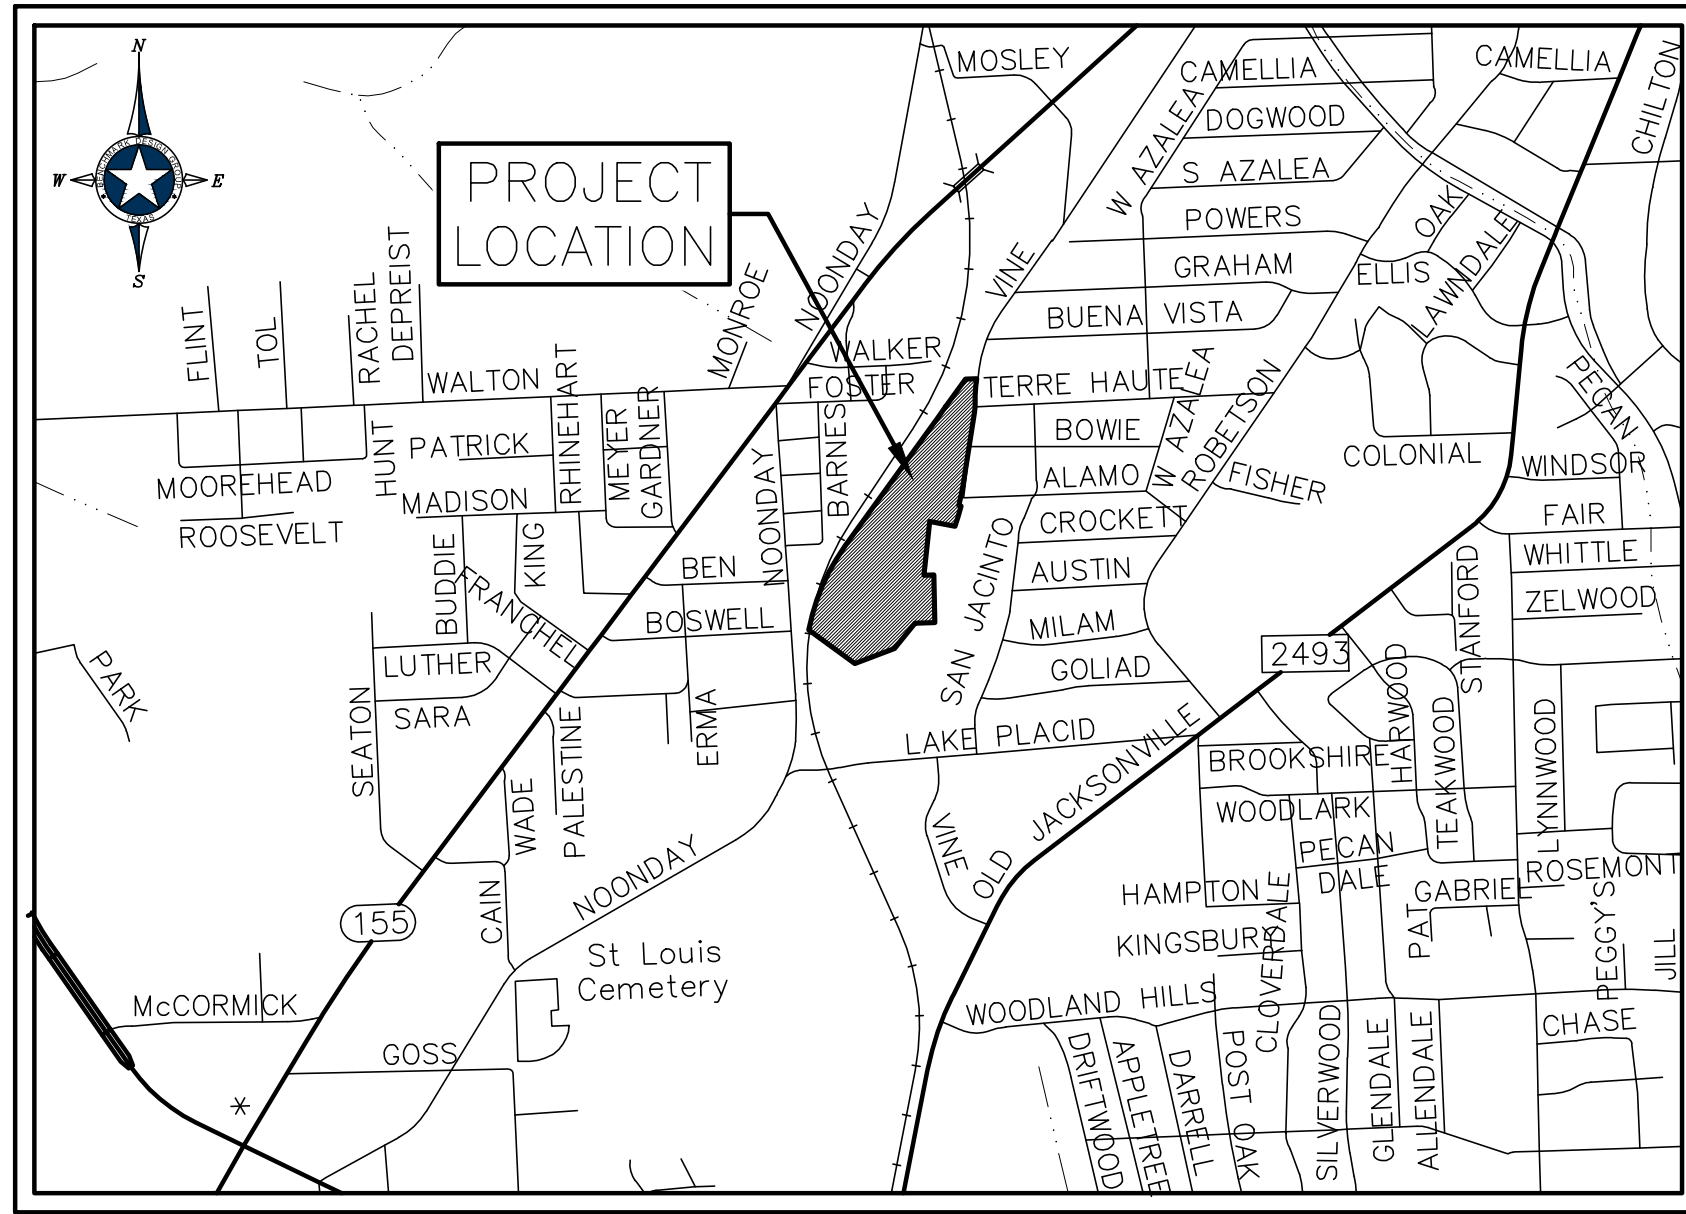 N
W
E
S
BENCHMARK DESIGN GROUP
TEXAS
PROJECT
LOCATION
MOSLEY
CAMELLIA
CAMELLIA
CHILTON
W AZALEA
DOGWOOD
S AZALEA
POWERS
OAK
LAWNDALE
GRAHAM
ELLIS
NOONDAY
VINE
BUENA VISTA
FLINT
TOL
RACHEL
DEPREIST
MONROE
WALKER
FOSTER
WALTON
TERRE HAUTE
W AZALEA
ROBETSON
PECAN
HUNT
PATRICK
RHINEHART
MEYER
GARDNER
BARNES
BOWIE
COLONIAL
MOOREHEAD
MADISON
NOONDAY
ALAMO
FISHER
WINDSOR
ROOSEVELT
CROCKETT
FAIR
BUDDIE
KING
FRANCHEL
BEN
AUSTIN
STANFORD
WHITTLE
ZELWOOD
BOSWELL
SAN JACINTO
MILAM
2493
LUTHER
GOLIAD
PARK
SARA
SEATON
PALESTINE
ERMA
LAKE PLACID
HARWOOD
TEAKWOOD
LYNNWOOD
BROOKSHIRE
WADE
OLD JACKSONVILLE
WOODLARK
VINE
PECAN
DALE
NOONDAY
HAMPTON
GABRIEL
ROSEMONT
155
CAIN
KINGSBURY
CLOVERDALE
PAT
PEGGY'S
JILL
St Louis
Cemetery
McCORMICK
WOODLAND HILLS
CHASE
GOSS
DRIFTWOOD
APPLETREE
DARRELL
POST OAK
SILVERWOOD
GLENDALE
ALLENDALE